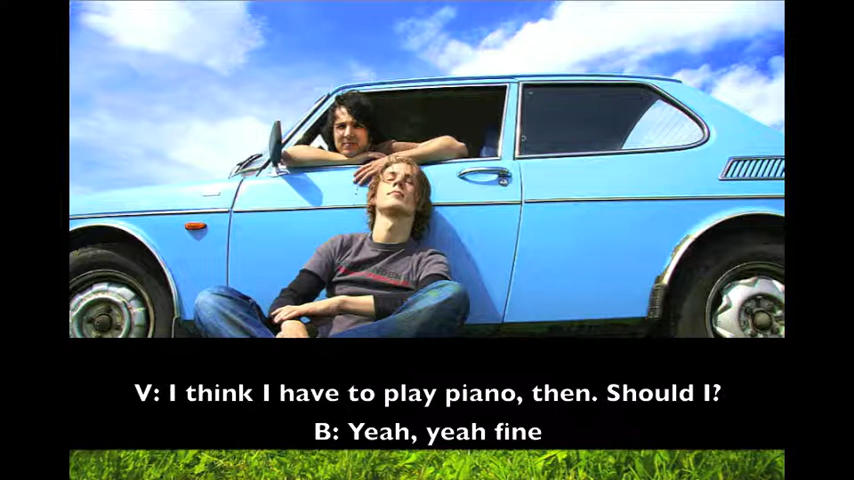 V: I think I have to play piano, then. Should I?
B: Yeah, yeah fine